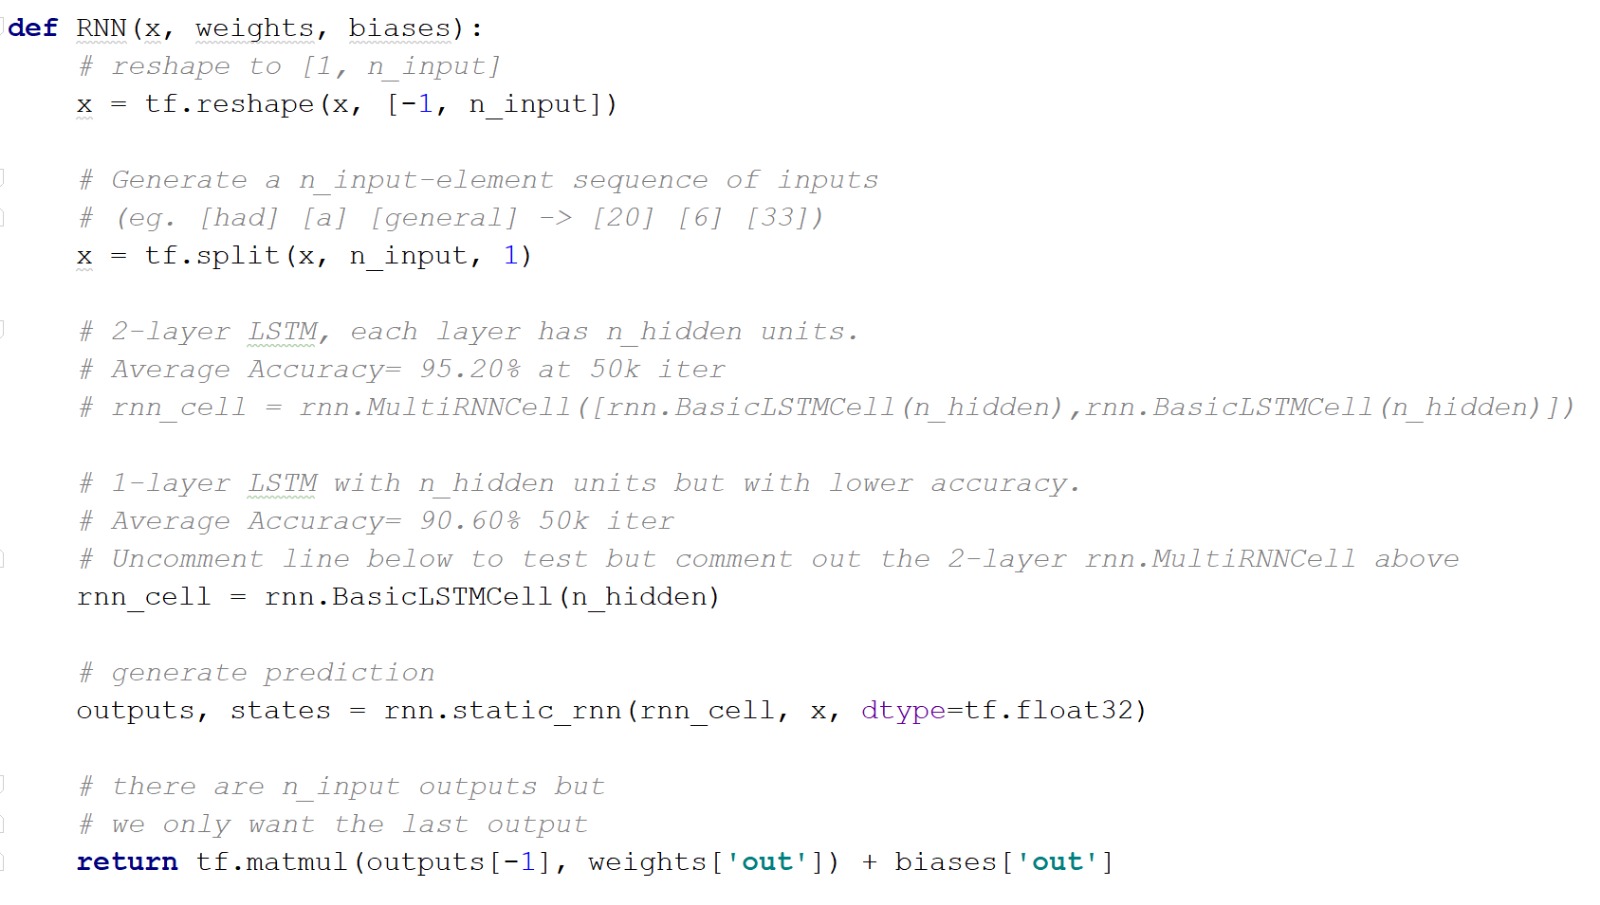 def RNN(x, weights, biases):
    # reshape to [1, n_input]
    x = tf.reshape(x, [-1, n_input])

    # Generate a n_input-element sequence of inputs
    # (eg. [had] [a] [general] -> [20] [6] [33])
    x = tf.split(x, n_input, 1)

    # 2-layer LSTM, each layer has n_hidden units.
    # Average Accuracy= 95.20% at 50k iter
    # rnn_cell = rnn.MultiRNNCell([rnn.BasicLSTMCell(n_hidden),rnn.BasicLSTMCell(n_hidden)])

    # 1-layer LSTM with n_hidden units but with lower accuracy.
    # Average Accuracy= 90.60% 50k iter
    # Uncomment line below to test but comment out the 2-layer rnn.MultiRNNCell above
    rnn_cell = rnn.BasicLSTMCell(n_hidden)

    # generate prediction
    outputs, states = rnn.static_rnn(rnn_cell, x, dtype=tf.float32)

    # there are n_input outputs but
    # we only want the last output
    return tf.matmul(outputs[-1], weights['out']) + biases['out']